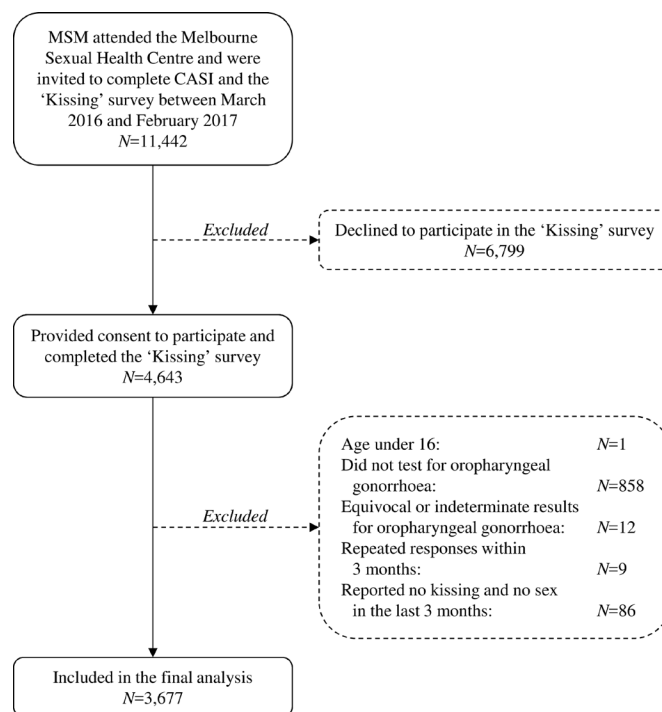 MSM attended the Melbourne
Sexual Health Centre and were
invited to complete CASI and the
‘Kissing’ survey between March
2016 and February 2017
N=11,442
Excluded
Declined to participate in the ‘Kissing’ survey
N=6,799
Provided consent to participate and
completed the ‘Kissing’ survey
N=4,643
Excluded
Age under 16: N=1
Did not test for oropharyngeal
gonorrhoea: N=858
Equivocal or indeterminate results
for oropharyngeal gonorrhoea: N=12
Repeated responses within
3 months: N=9
Reported no kissing and no sex
in the last 3 months: N=86
Included in the final analysis
N=3,677